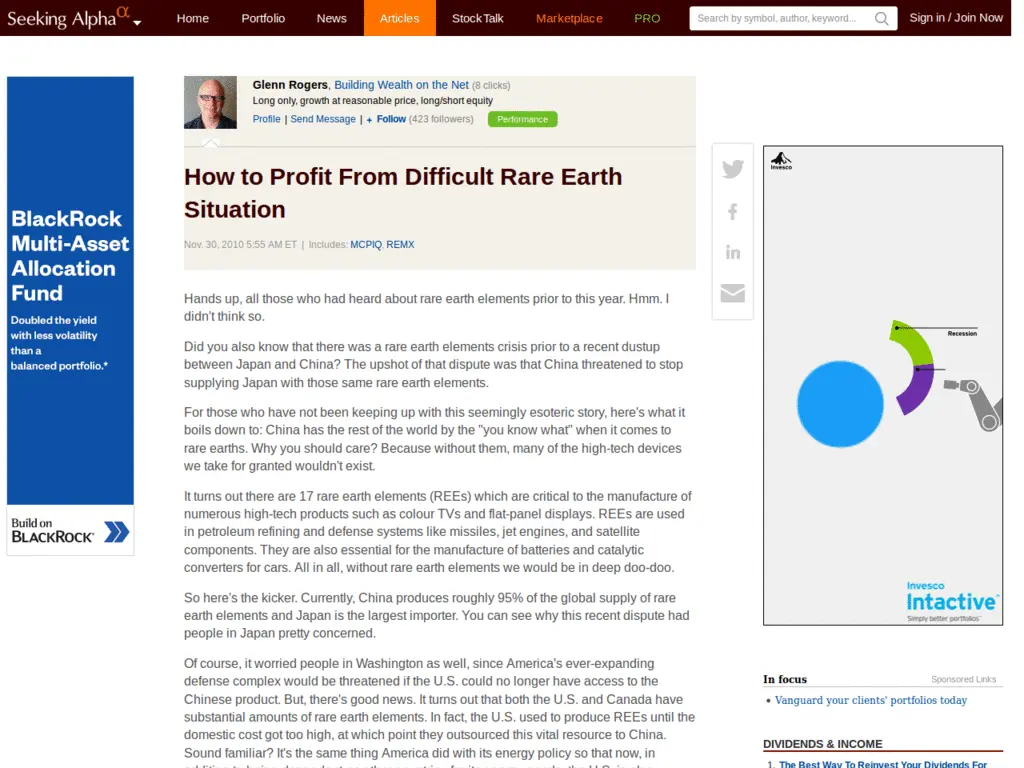 Seeking Alpha α
Home Portfolio News Articles StockTalk Marketplace PRO Search by symbol, author, keyword... Sign in / Join Now
BlackRock
Multi-Asset
Allocation
Fund
Doubled the yield
with less volatility
than a
balanced portfolio.*
Build on
BLACKROCK®
Glenn Rogers, Building Wealth on the Net (8 clicks)
Long only, growth at reasonable price, long/short equity
Profile | Send Message | + Follow (423 followers) Performance
How to Profit From Difficult Rare Earth
Situation
Nov. 30, 2010 5:55 AM ET | Includes: MCPIQ, REMX
Hands up, all those who had heard about rare earth elements prior to this year. Hmm. I
didn't think so.
Did you also know that there was a rare earth elements crisis prior to a recent dustup
between Japan and China? The upshot of that dispute was that China threatened to stop
supplying Japan with those same rare earth elements.
For those who have not been keeping up with this seemingly esoteric story, here's what it
boils down to: China has the rest of the world by the "you know what" when it comes to
rare earths. Why you should care? Because without them, many of the high-tech devices
we take for granted wouldn't exist.
It turns out there are 17 rare earth elements (REEs) which are critical to the manufacture of
numerous high-tech products such as colour TVs and flat-panel displays. REEs are used
in petroleum refining and defense systems like missiles, jet engines, and satellite
components. They are also essential for the manufacture of batteries and catalytic
converters for cars. All in all, without rare earth elements we would be in deep doo-doo.
So here's the kicker. Currently, China produces roughly 95% of the global supply of rare
earth elements and Japan is the largest importer. You can see why this recent dispute had
people in Japan pretty concerned.
Of course, it worried people in Washington as well, since America's ever-expanding
defense complex would be threatened if the U.S. could no longer have access to the
Chinese product. But, there's good news. It turns out that both the U.S. and Canada have
substantial amounts of rare earth elements. In fact, the U.S. used to produce REEs until the
domestic cost got too high, at which point they outsourced this vital resource to China.
Sound familiar? It's the same thing America did with its energy policy so that now, in
Invesco
Recession
Invesco
Intactive™
Simply better portfolios™
In focus Sponsored Links
• Vanguard your clients' portfolios today
DIVIDENDS & INCOME
1. The Best Way To Reinvest Your Dividends For